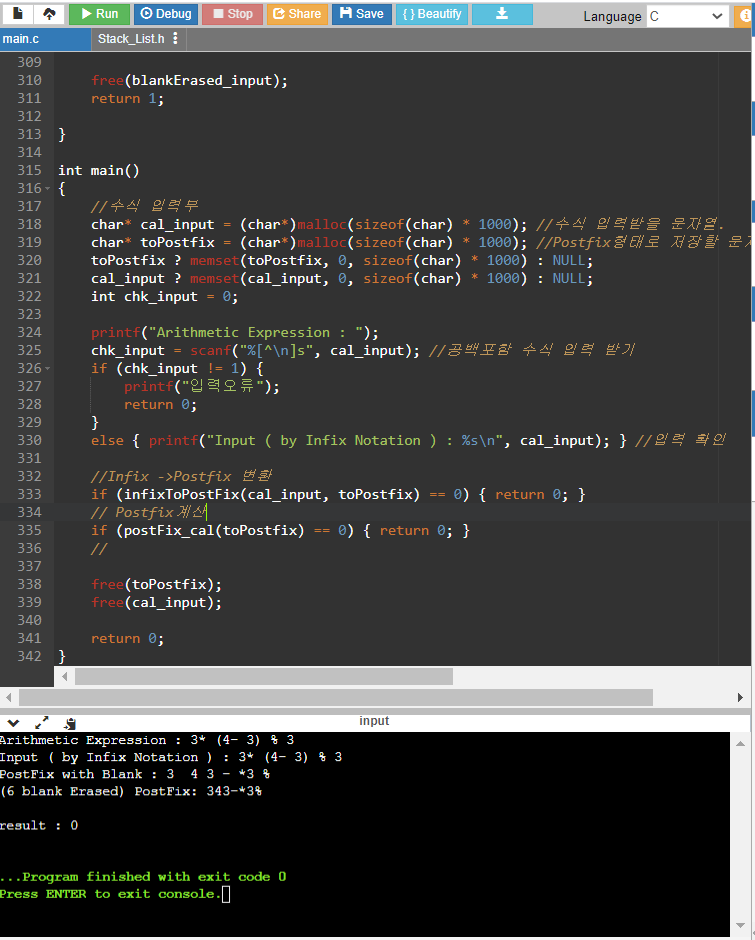 Run Debug Stop Share Save { } Beautify Language C
main.c Stack_List.h
309
310 free(blankErased_input);
311 return 1;
312
313 }
314
315 int main()
316 {
317 //수식 입력부
318 char* cal_input = (char*)malloc(sizeof(char) * 1000); //수식 입력받을 문자열.
319 char* toPostfix = (char*)malloc(sizeof(char) * 1000); //Postfix형태로 저장할
320 toPostfix ? memset(toPostfix, 0, sizeof(char) * 1000) : NULL;
321 cal_input ? memset(cal_input, 0, sizeof(char) * 1000) : NULL;
322 int chk_input = 0;
323
324 printf("Arithmetic Expression : ");
325 chk_input = scanf("%[^\n]s", cal_input); //공백포함 수식 입력 받기
326 if (chk_input != 1) {
327 printf("입력오류");
328 return 0;
329 }
330 else { printf("Input ( by Infix Notation ) : %s\n", cal_input); } //입력 확인
331
332 //Infix ->Postfix 변환
333 if (infixToPostFix(cal_input, toPostfix) == 0) { return 0; }
334 // Postfix계산
335 if (postFix_cal(toPostfix) == 0) { return 0; }
336 //
337
338 free(toPostfix);
339 free(cal_input);
340
341 return 0;
342 }
input
Arithmetic Expression : 3* (4- 3) % 3
Input ( by Infix Notation ) : 3* (4- 3) % 3
PostFix with Blank : 3  4 3 - *3 %
(6 blank Erased) PostFix: 343-*3%
result : 0
...Program finished with exit code 0
Press ENTER to exit console.